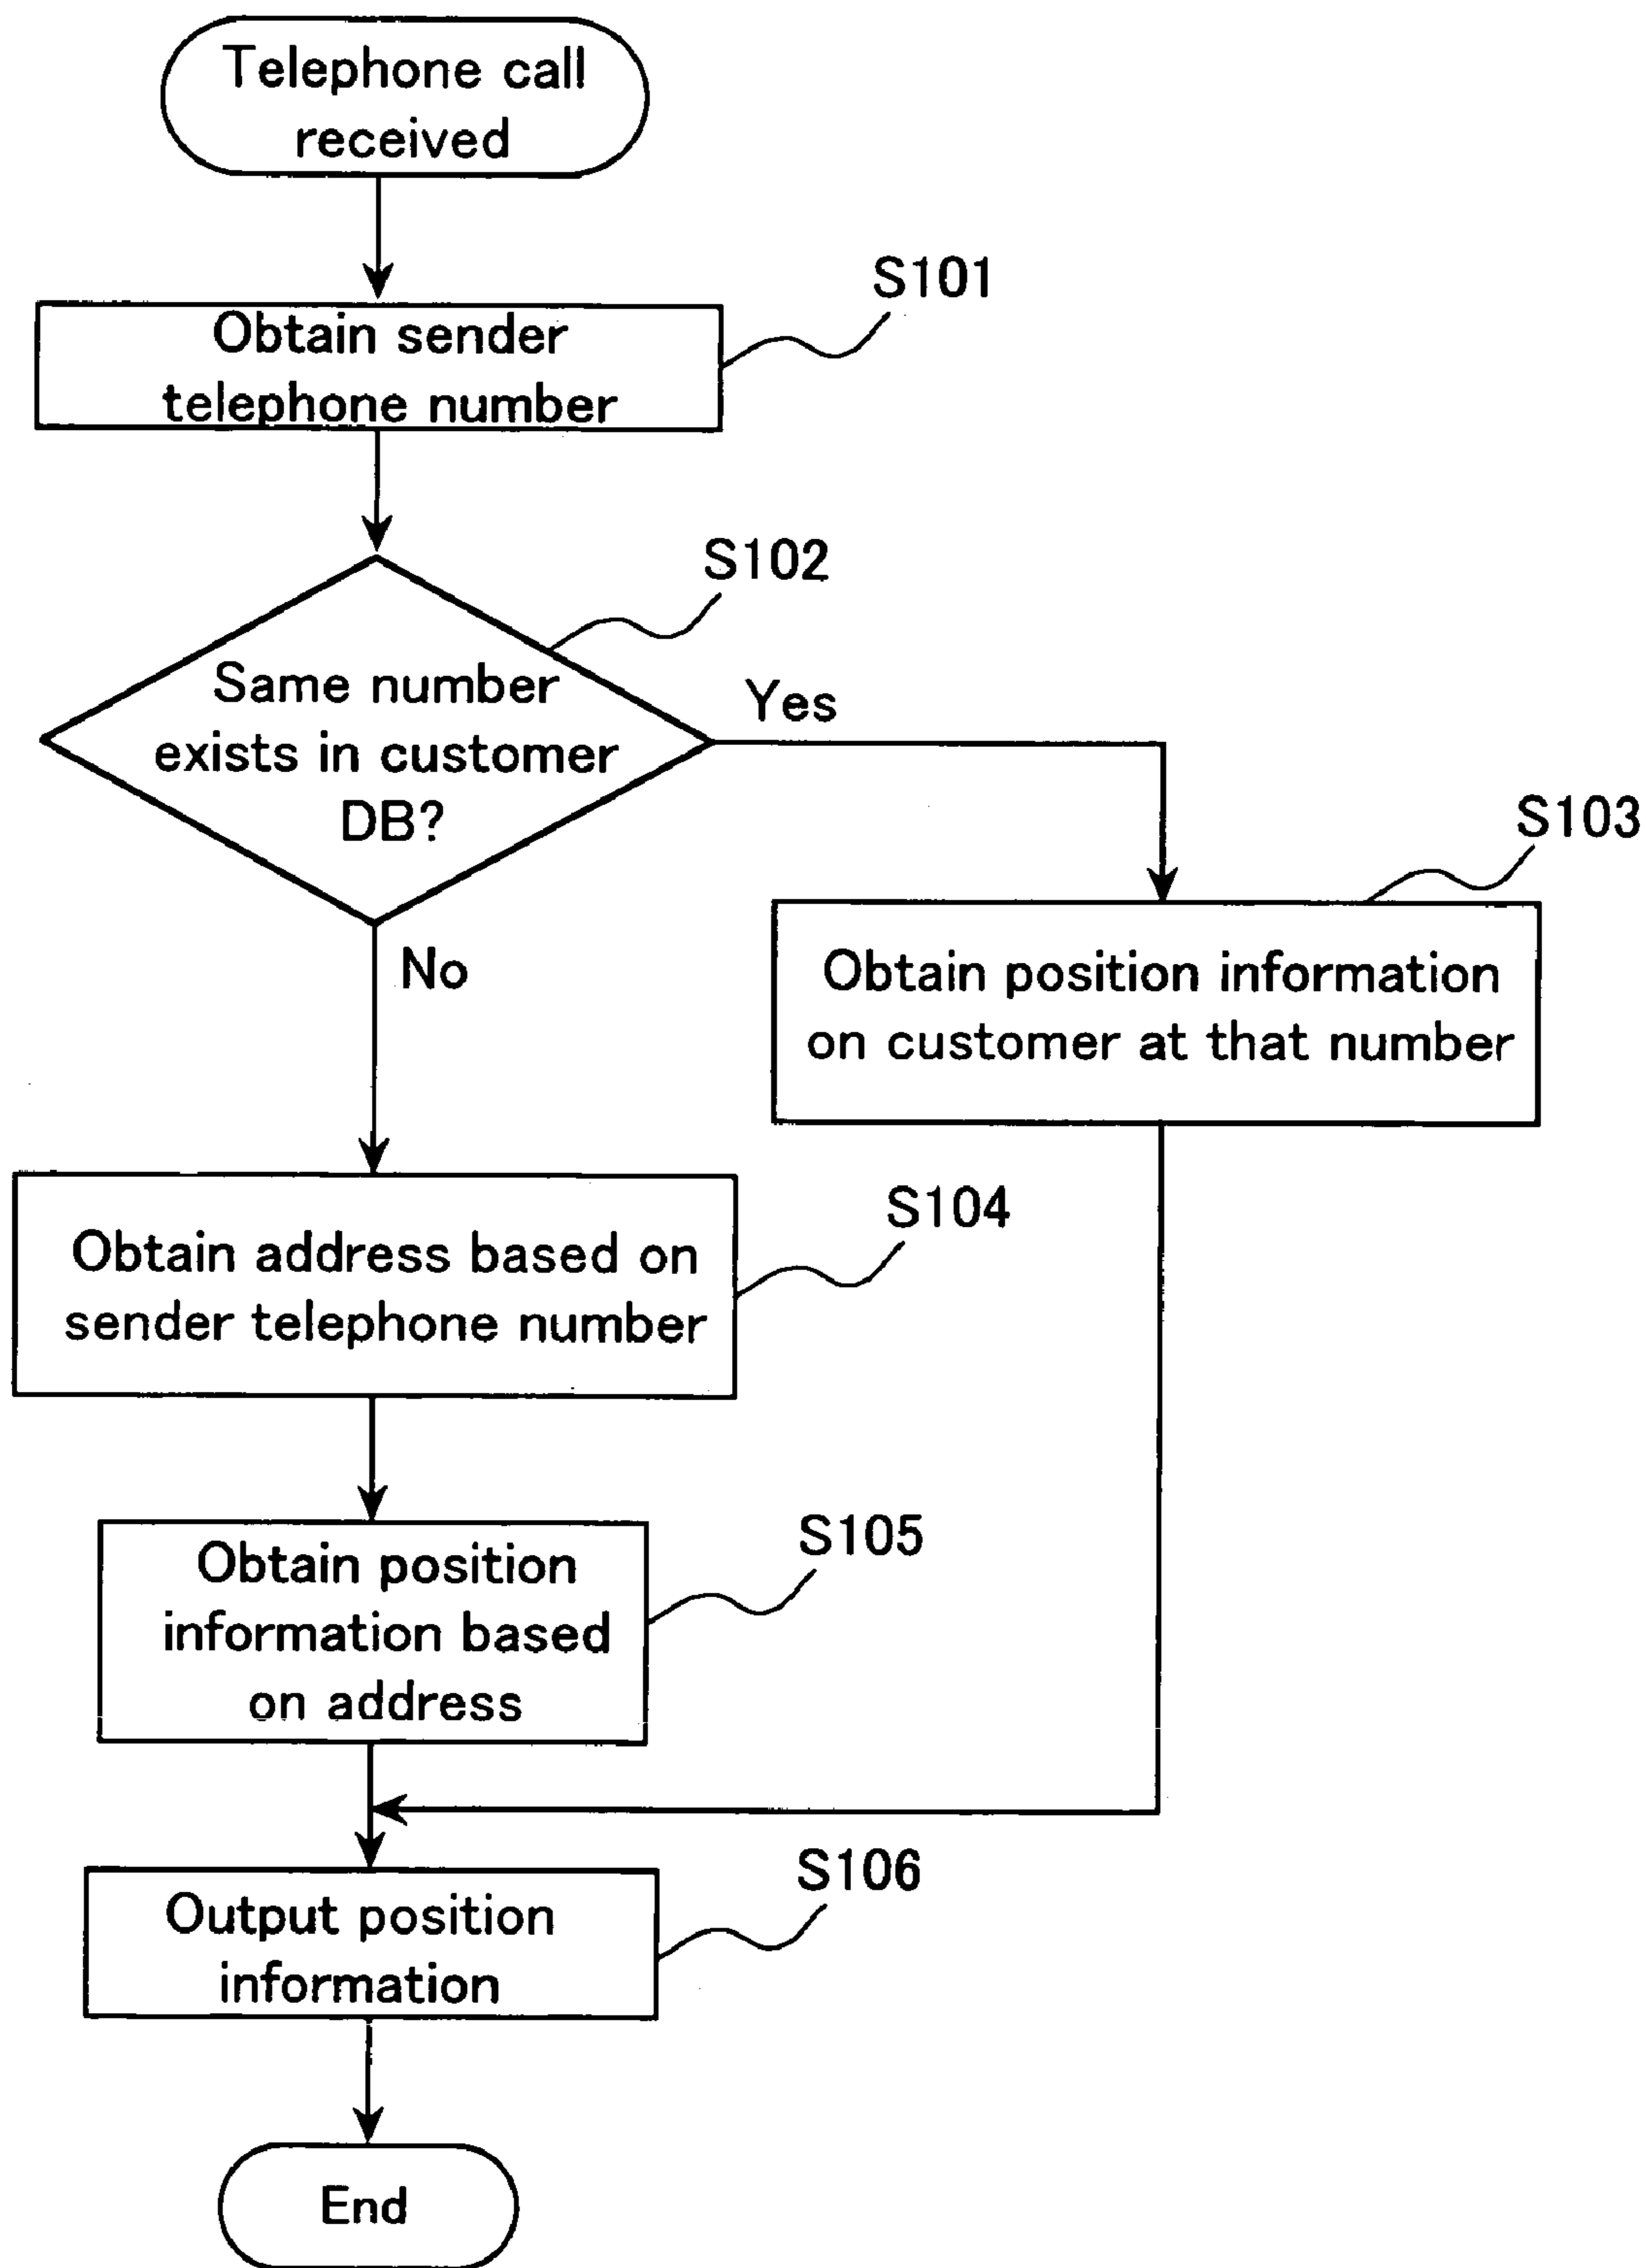 Telephone call
received
S101
Obtain sender
telephone number
S102
Same number
exists in customer
DB?
Yes
No
S103
Obtain position information
on customer at that number
S104
Obtain address based on
sender telephone number
S105
Obtain position
information based
on address
S106
Output position
information
End